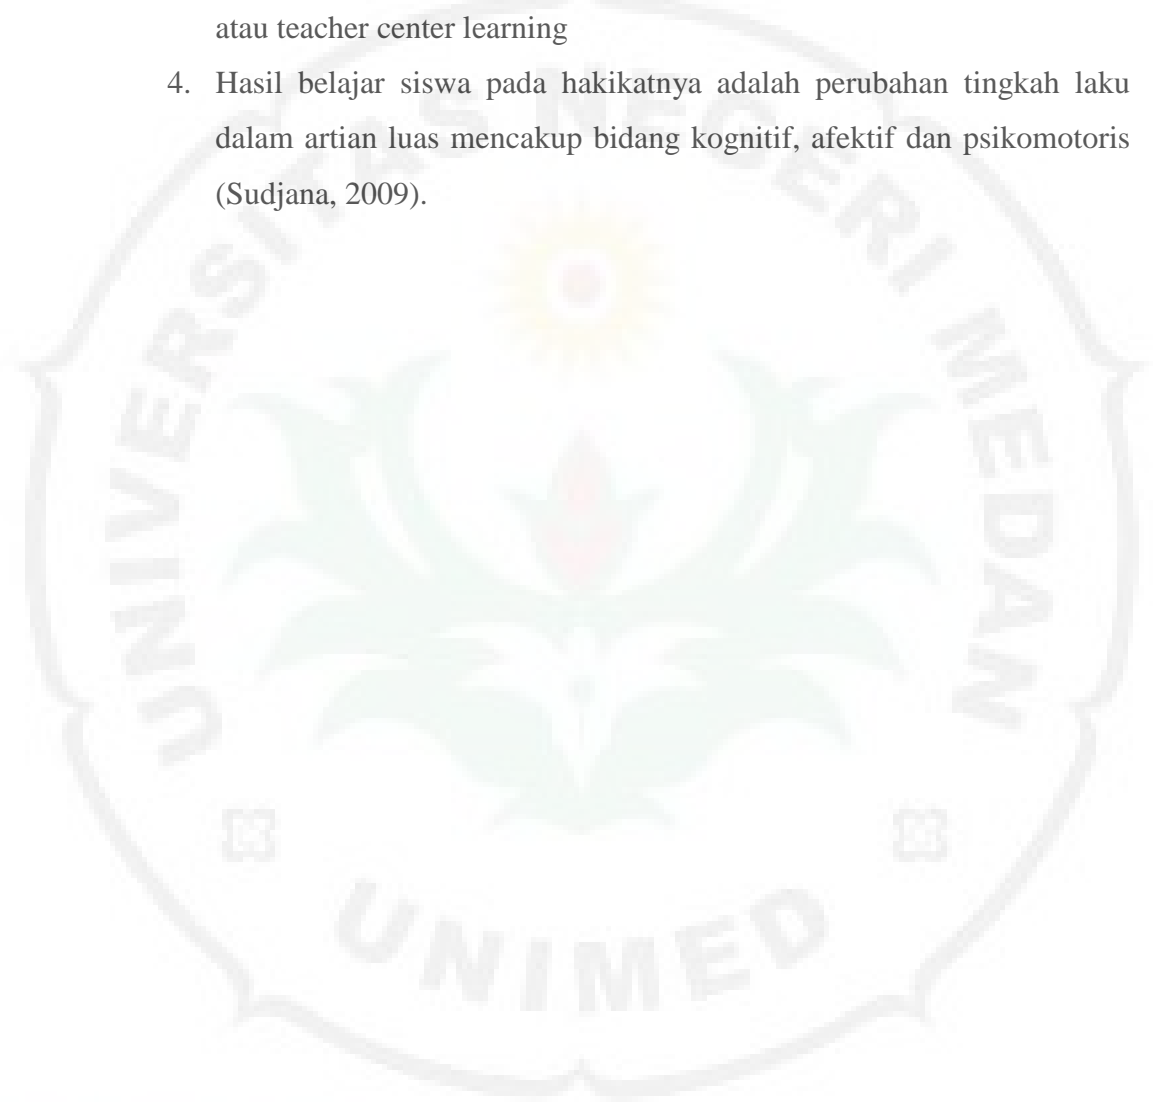 atau teacher center learning
4. Hasil belajar siswa pada hakikatnya adalah perubahan tingkah laku
dalam artian luas mencakup bidang kognitif, afektif dan psikomotoris
(Sudjana, 2009).
UNIVERSITAS NEGERI MEDAN
UNIMED